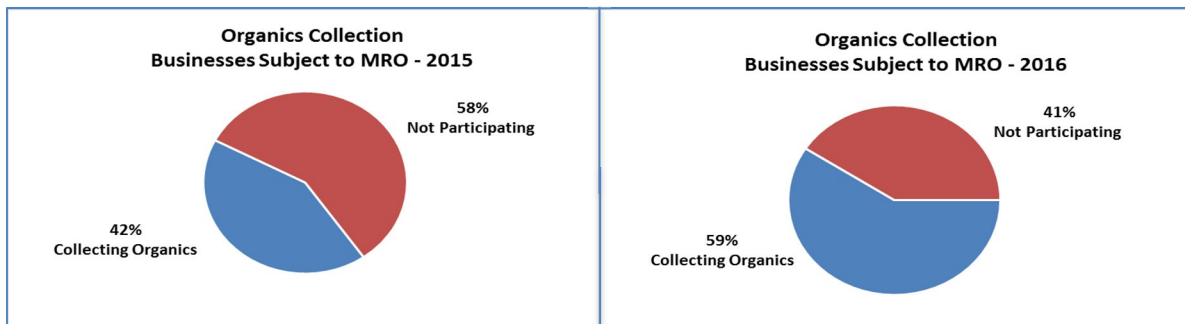 Organics Collection
Businesses Subject to MRO - 2015
58%
Not Participating
42%
Collecting Organics
Organics Collection
Businesses Subject to MRO - 2016
41%
Not Participating
59%
Collecting Organics